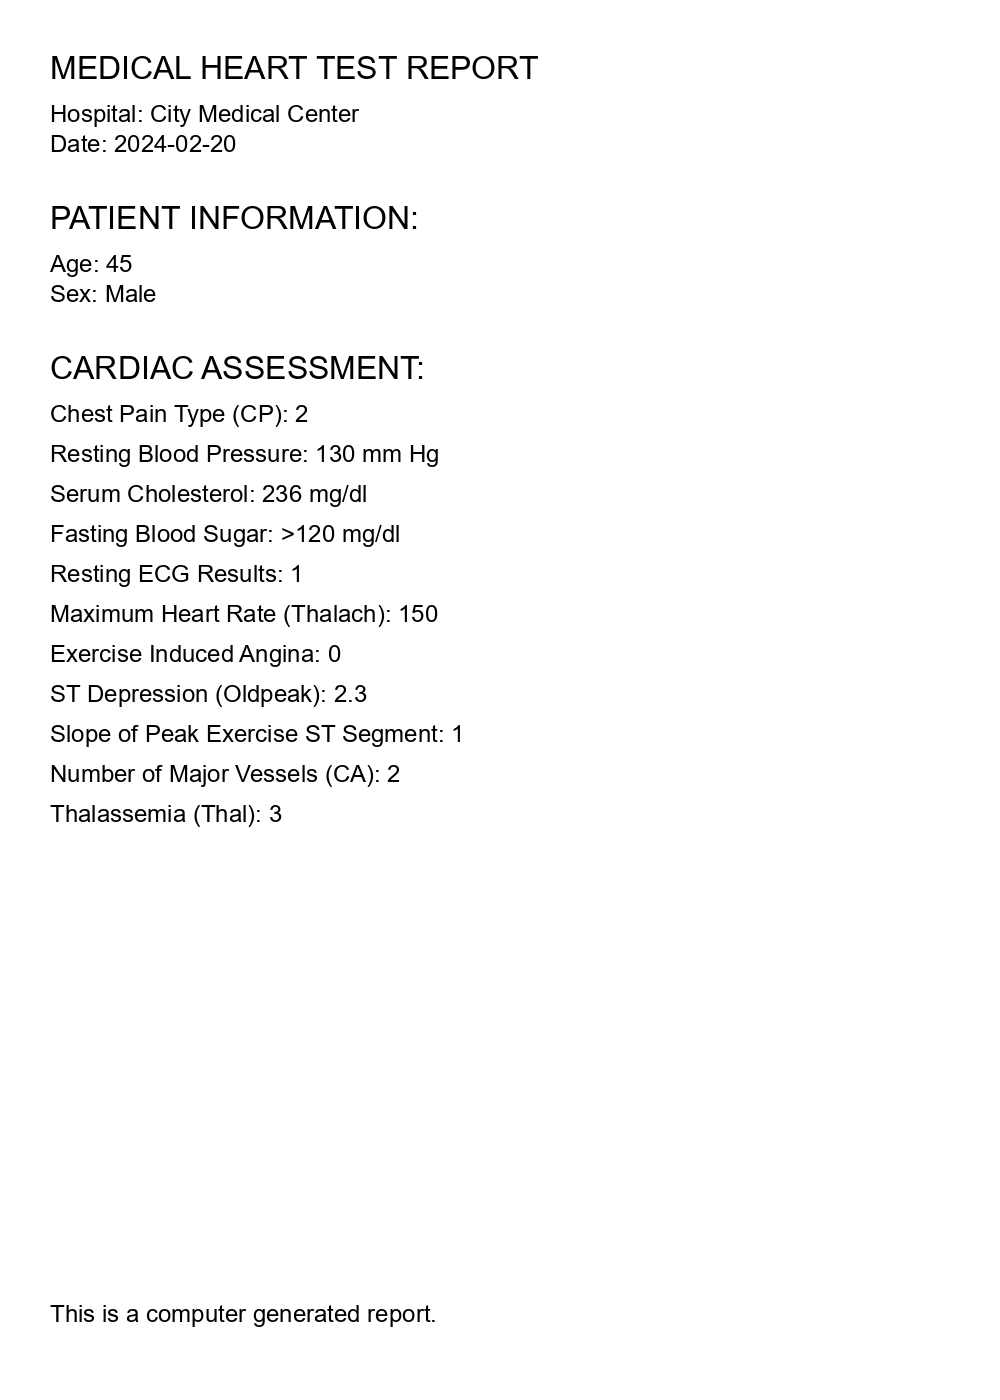 MEDICAL HEART TEST REPORT
Hospital: City Medical Center
Date: 2024-02-20
PATIENT INFORMATION:
Age: 45
Sex: Male
CARDIAC ASSESSMENT:
Chest Pain Type (CP): 2
Resting Blood Pressure: 130 mm Hg
Serum Cholesterol: 236 mg/dl
Fasting Blood Sugar: >120 mg/dl
Resting ECG Results: 1
Maximum Heart Rate (Thalach): 150
Exercise Induced Angina: 0
ST Depression (Oldpeak): 2.3
Slope of Peak Exercise ST Segment: 1
Number of Major Vessels (CA): 2
Thalassemia (Thal): 3
This is a computer generated report.